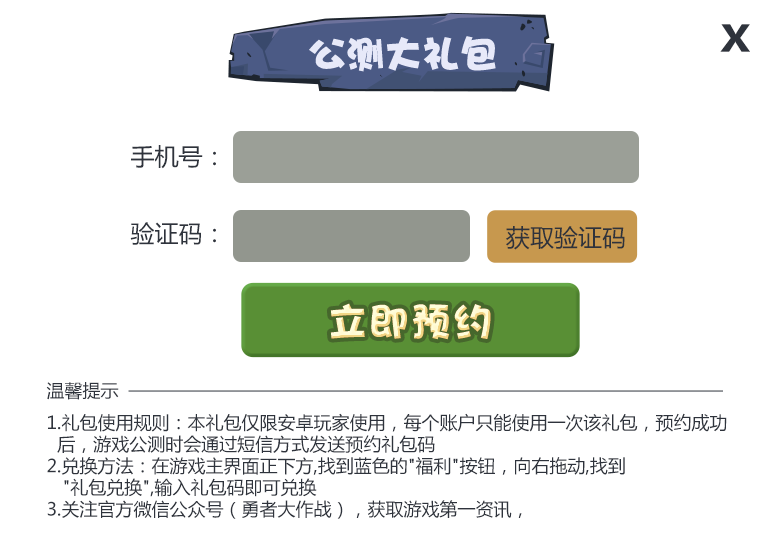 公测大礼包
X
手机号：
验证码：
获取验证码
立即预约
温馨提示
1.礼包使用规则：本礼包仅限安卓玩家使用，每个账户只能使用一次该礼包，预约成功
后，游戏公测时会通过短信方式发送预约礼包码
2.兑换方法：在游戏主界面正下方,找到蓝色的"福利"按钮，向右拖动,找到
"礼包兑换",输入礼包码即可兑换
3.关注官方微信公众号（勇者大作战），获取游戏第一资讯，